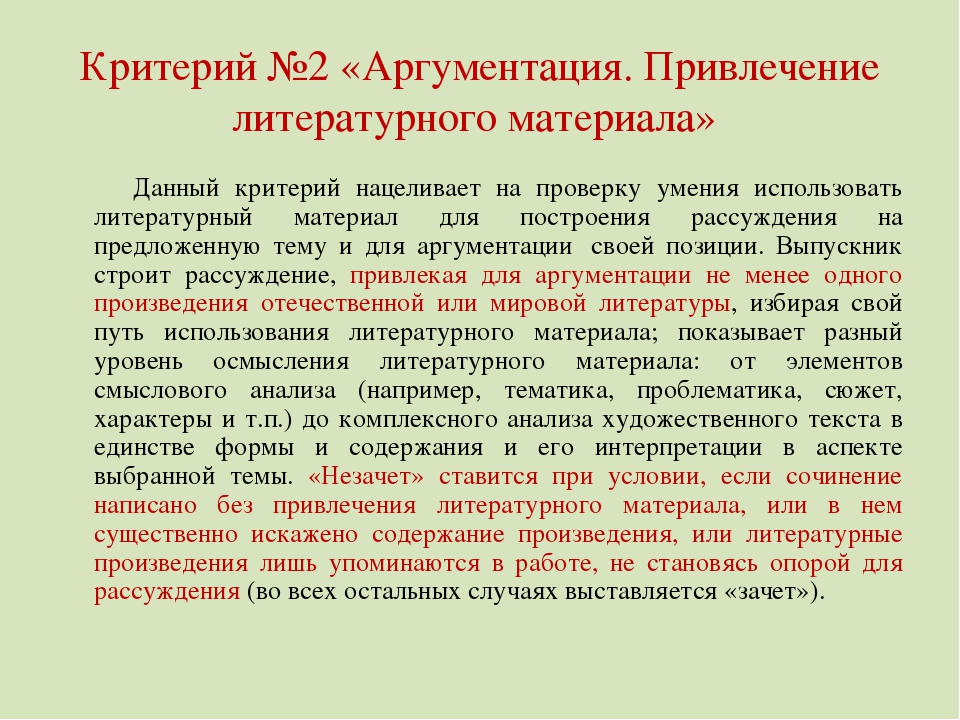 Критерий №2 «Аргументация. Привлечение
литературного материала»
Данный критерий нацеливает на проверку умения использовать
литературный материал для построения рассуждения на
предложенную тему и для аргументации своей позиции. Выпускник
строит рассуждение, привлекая для аргументации не менее одного
произведения отечественной или мировой литературы, избирая свой
путь использования литературного материала; показывает разный
уровень осмысления литературного материала: от элементов
смыслового анализа (например, тематика, проблематика, сюжет,
характеры и т.п.) до комплексного анализа художественного текста в
единстве формы и содержания и его интерпретации в аспекте
выбранной темы. «Незачет» ставится при условии, если сочинение
написано без привлечения литературного материала, или в нем
существенно искажено содержание произведения, или литературные
произведения лишь упоминаются в работе, не становясь опорой для
рассуждения (во всех остальных случаях выставляется «зачет»).